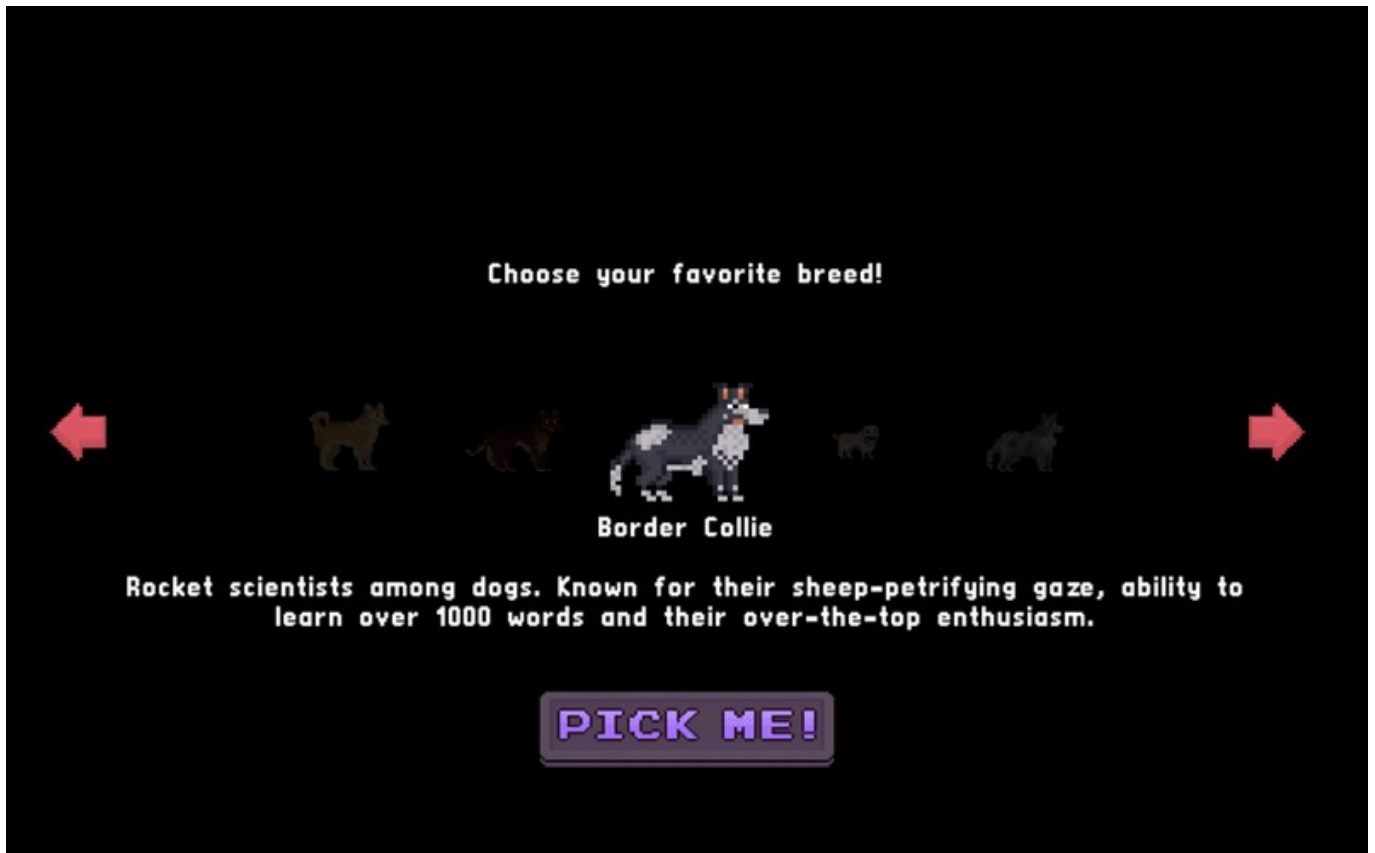 Choose your favorite breed!
Border Collie
Rocket scientists among dogs. Known for their sheep-petrifying gaze, ability to
learn over 1000 words and their over-the-top enthusiasm.
PICK ME!